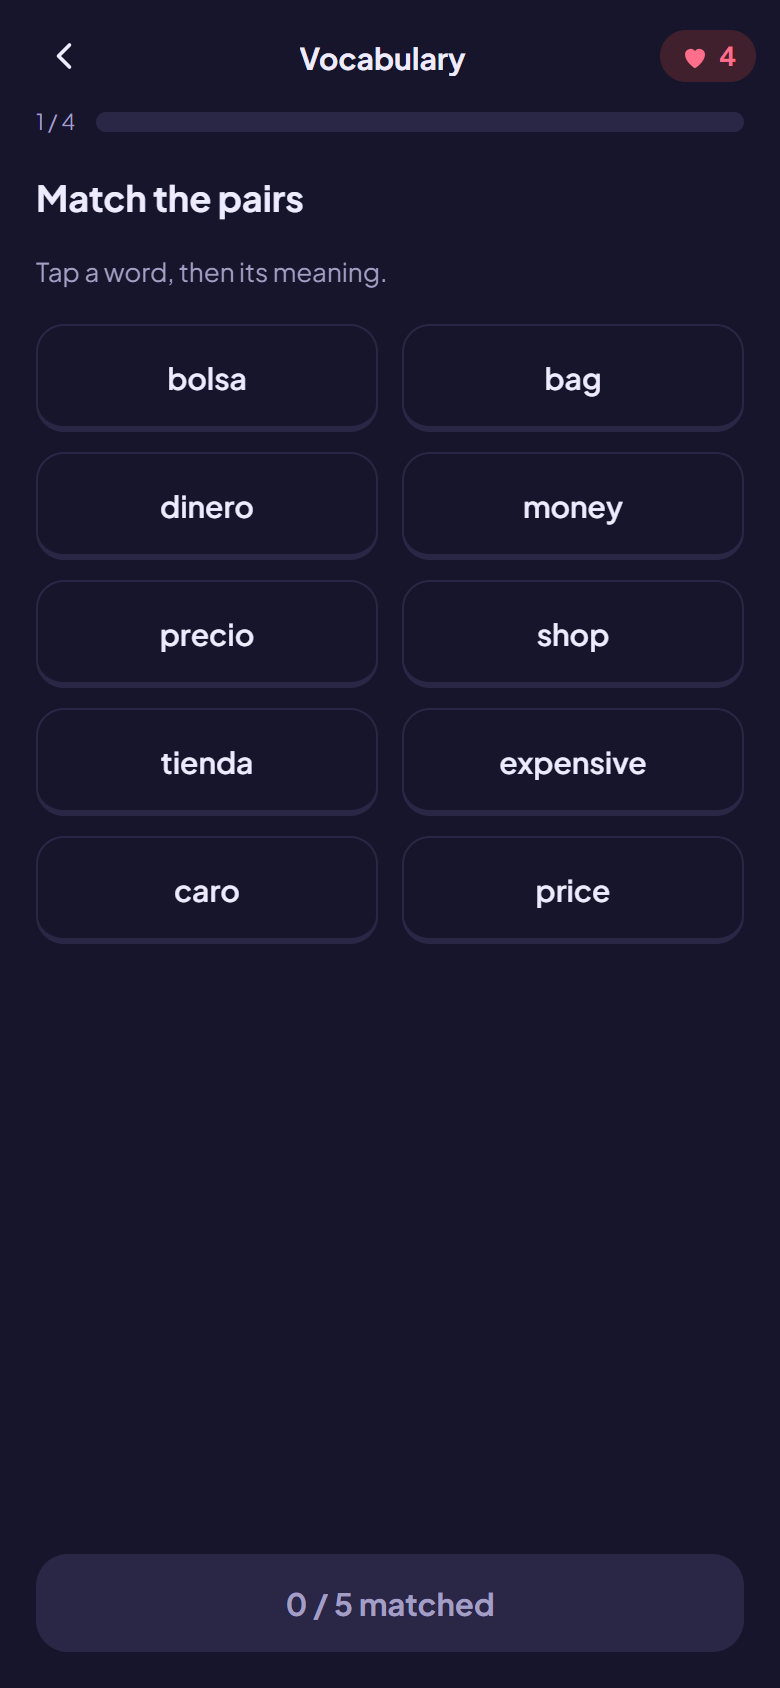 Vocabulary
4
1 / 4
Match the pairs
Tap a word, then its meaning.
bolsa
bag
dinero
money
precio
shop
tienda
expensive
caro
price
0 / 5 matched